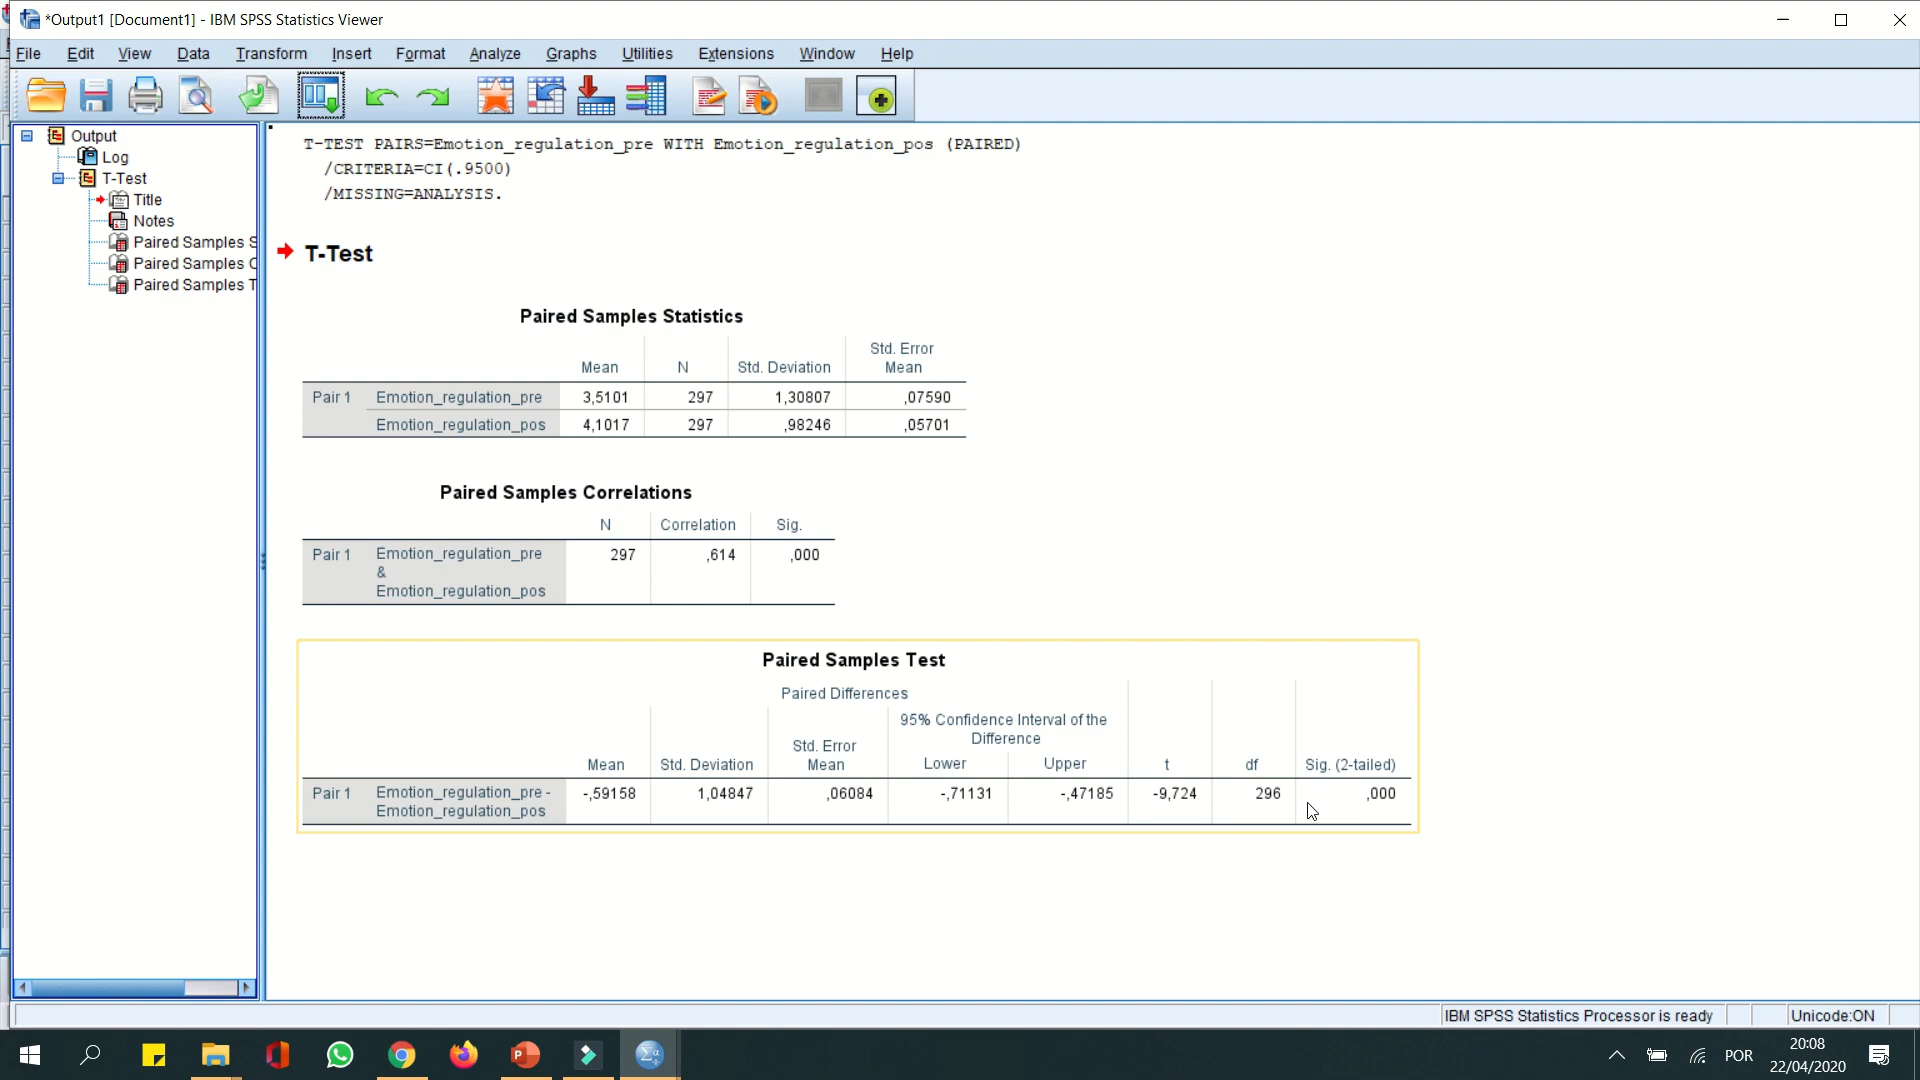 *Output1 [Document1] - IBM SPSS Statistics Viewer
File Edit View Data Transform Insert Format Analyze Graphs Utilities Extensions Window Help
Output
Log
T-Test
Title
Notes
Paired Samples S
Paired Samples C
Paired Samples T
T-TEST PAIRS=Emotion_regulation_pre WITH Emotion_regulation_pos (PAIRED)
/CRITERIA=CI(.9500)
/MISSING=ANALYSIS.
T-Test
Paired Samples Statistics
Mean N Std. Deviation Std. Error Mean
Pair 1 Emotion_regulation_pre 3,5101 297 1,30807 ,07590
Emotion_regulation_pos 4,1017 297 ,98246 ,05701
Paired Samples Correlations
N Correlation Sig.
Pair 1 Emotion_regulation_pre 297 ,614 ,000
&
Emotion_regulation_pos
Paired Samples Test
Paired Differences
95% Confidence Interval of the Difference
Mean Std. Deviation Std. Error Mean Lower Upper t df Sig. (2-tailed)
Pair 1 Emotion_regulation_pre - -,59158 1,04847 ,06084 -,71131 -,47185 -9,724 296 ,000
Emotion_regulation_pos
IBM SPSS Statistics Processor is ready Unicode:ON
POR
20:08
22/04/2020